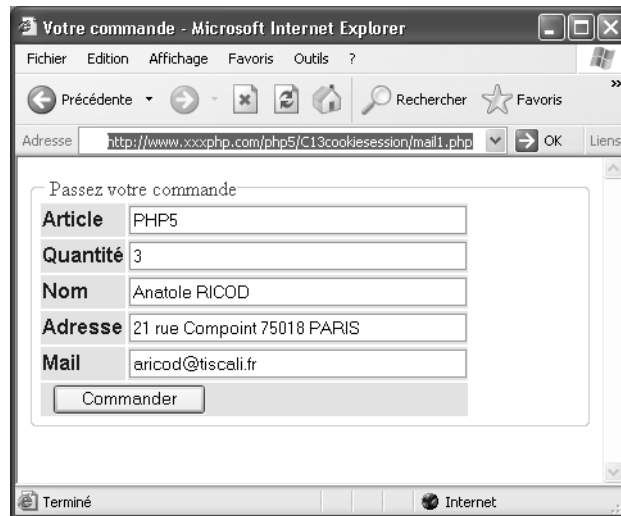 Votre commande - Microsoft Internet Explorer
Fichier Edition Affichage Favoris Outils ?
Précédente Rechercher Favoris »
Adresse http://www.xxxphp.com/php5/C13cookiesession/mail1.php OK Liens
Passez votre commande
Article PHP5
Quantité 3
Nom Anatole RICOD
Adresse 21 rue Compoint 75018 PARIS
Mail aricod@tiscali.fr
Commander
Terminé Internet